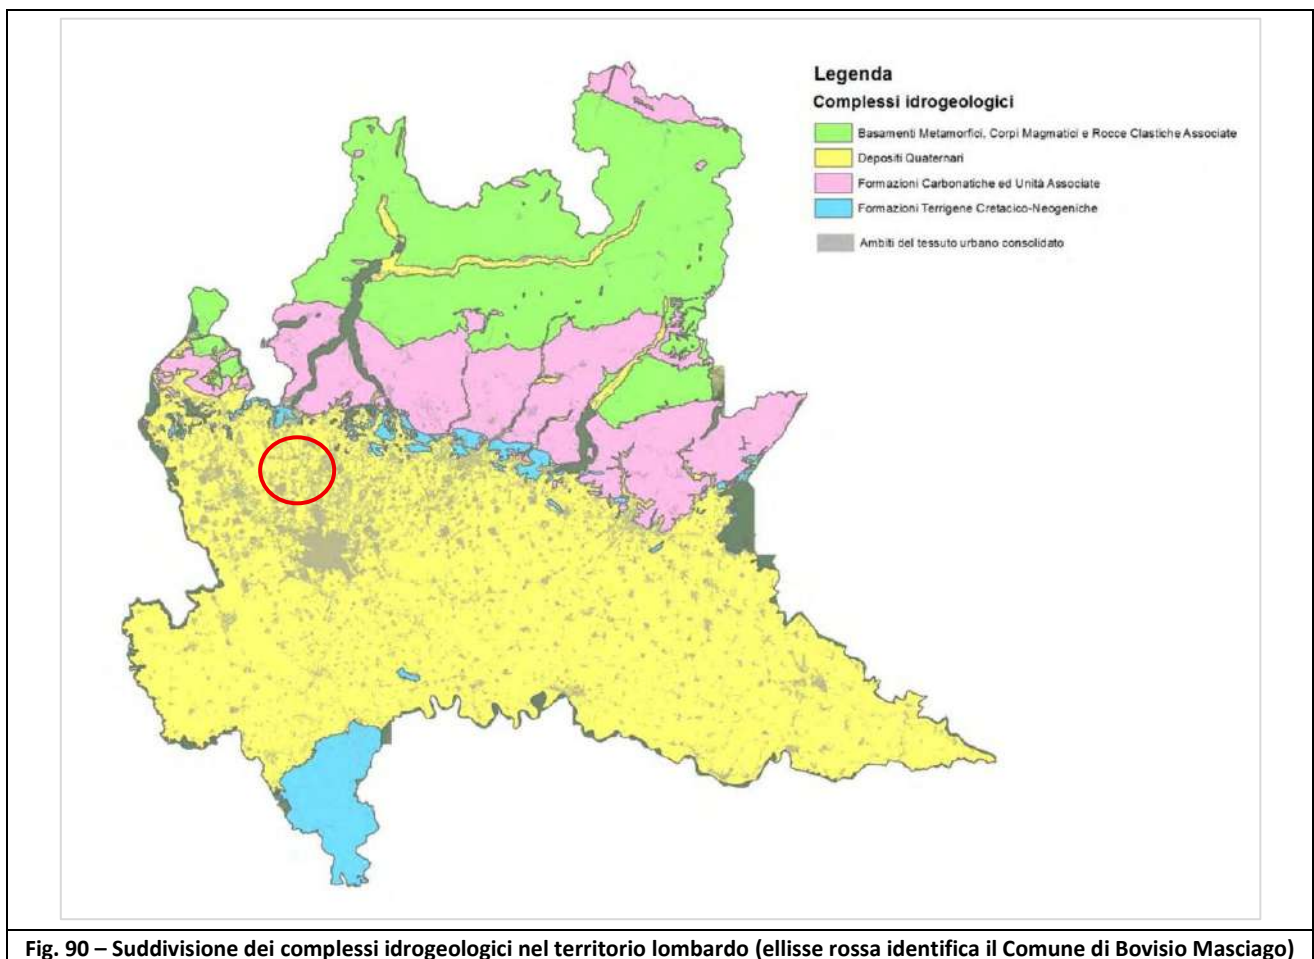 Legenda
Complessi idrogeologici
Basamenti Metamorfici, Corpi Magmatici e Rocce Clastiche Associate
Depositi Quaternari
Formazioni Carbonatiche ed Unità Associate
Formazioni Terrigene Cretacico-Neogeniche
Ambiti del tessuto urbano consolidato
Fig. 90 – Suddivisione dei complessi idrogeologici nel territorio lombardo (ellisse rossa identifica il Comune di Bovisio Masciago)